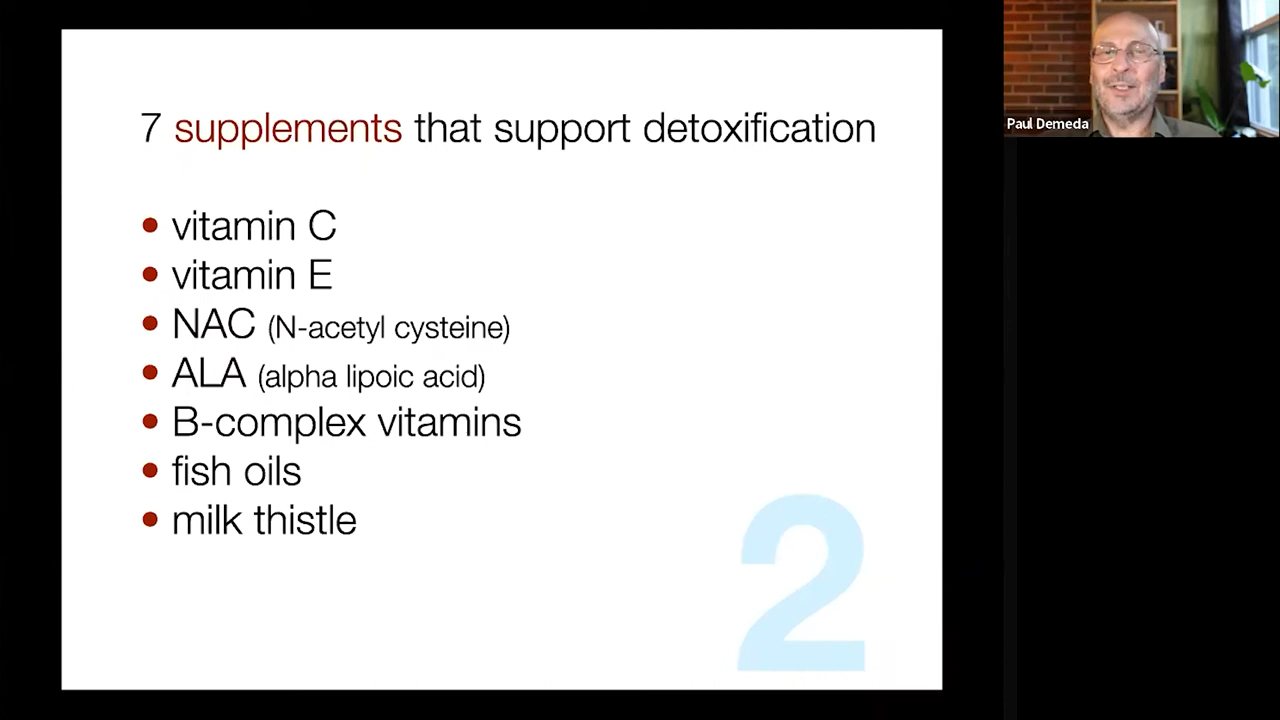 7 supplements that support detoxification
• vitamin C
• vitamin E
• NAC (N-acetyl cysteine)
• ALA (alpha lipoic acid)
• B-complex vitamins
• fish oils
• milk thistle
2
Paul Demeda